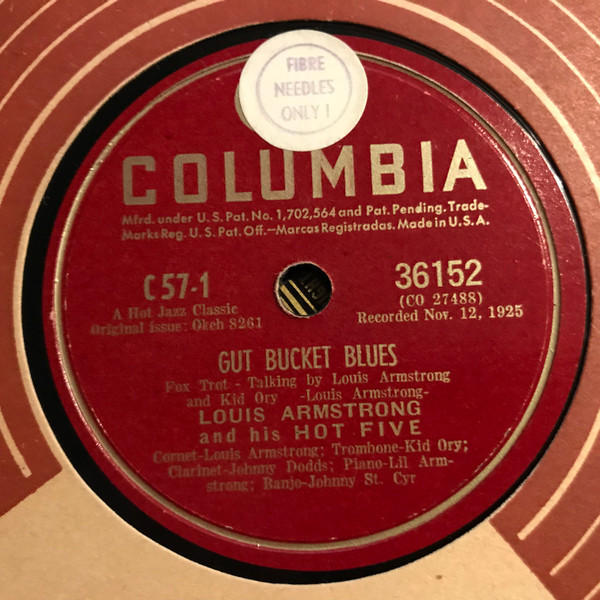 FIBRE
NEEDLES
ONLY!
COLUMBIA
Mfrd. under U.S. Pat. No. 1,702,564 and Pat. Pending. Trade-
Marks Reg. U.S. Pat. Off.—Marcas Registradas. Made in U.S.A.
C 57-1
A Hot Jazz Classic
Original issue: Okeh 8261
36152
(CO 27488)
Recorded Nov. 12, 1925
GUT BUCKET BLUES
Fox Trot - Talking by Louis Armstrong
and Kid Ory -Louis Armstrong-
LOUIS ARMSTRONG
and his HOT FIVE
Cornet-Louis Armstrong; Trombone-Kid Ory;
Clarinet-Johnny Dodds; Piano-Lil Arm-
strong; Banjo-Johnny St. Cyr